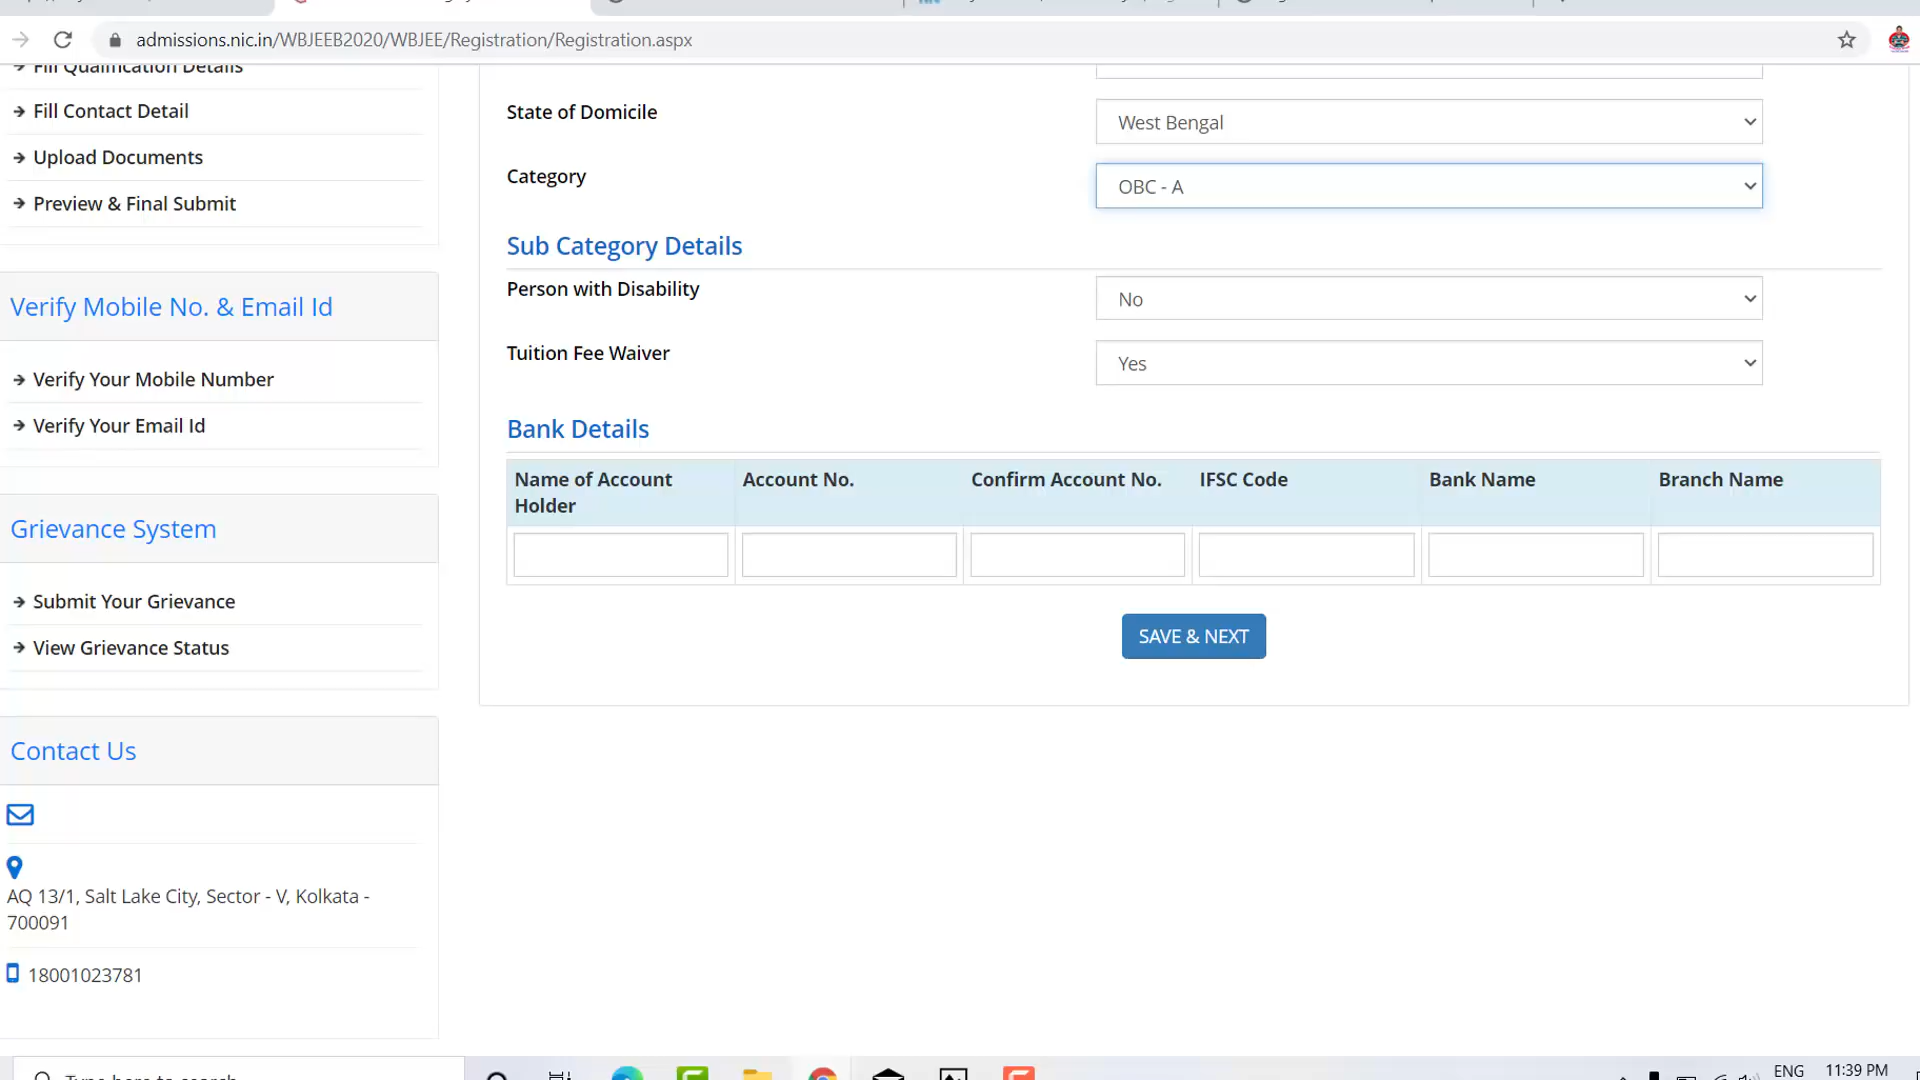 admissions.nic.in/WBJEEB2020/WBJEE/Registration/Registration.aspx
Fill Qualification Details
Fill Contact Detail
Upload Documents
Preview & Final Submit
Verify Mobile No. & Email Id
Verify Your Mobile Number
Verify Your Email Id
Grievance System
Submit Your Grievance
View Grievance Status
Contact Us
AQ 13/1, Salt Lake City, Sector - V, Kolkata -
700091
18001023781
State of Domicile
West Bengal
Category
OBC - A
Sub Category Details
Person with Disability
No
Tuition Fee Waiver
Yes
Bank Details
Name of Account
Holder
Account No.
Confirm Account No.
IFSC Code
Bank Name
Branch Name
SAVE & NEXT
Type here to search
ENG
11:39 PM